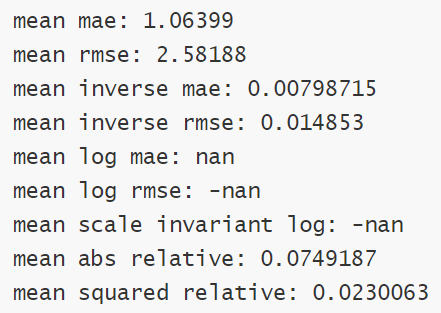 mean mae: 1.06399
mean rmse: 2.58188
mean inverse mae: 0.00798715
mean inverse rmse: 0.014853
mean log mae: nan
mean log rmse: -nan
mean scale invariant log: -nan
mean abs relative: 0.0749187
mean squared relative: 0.0230063